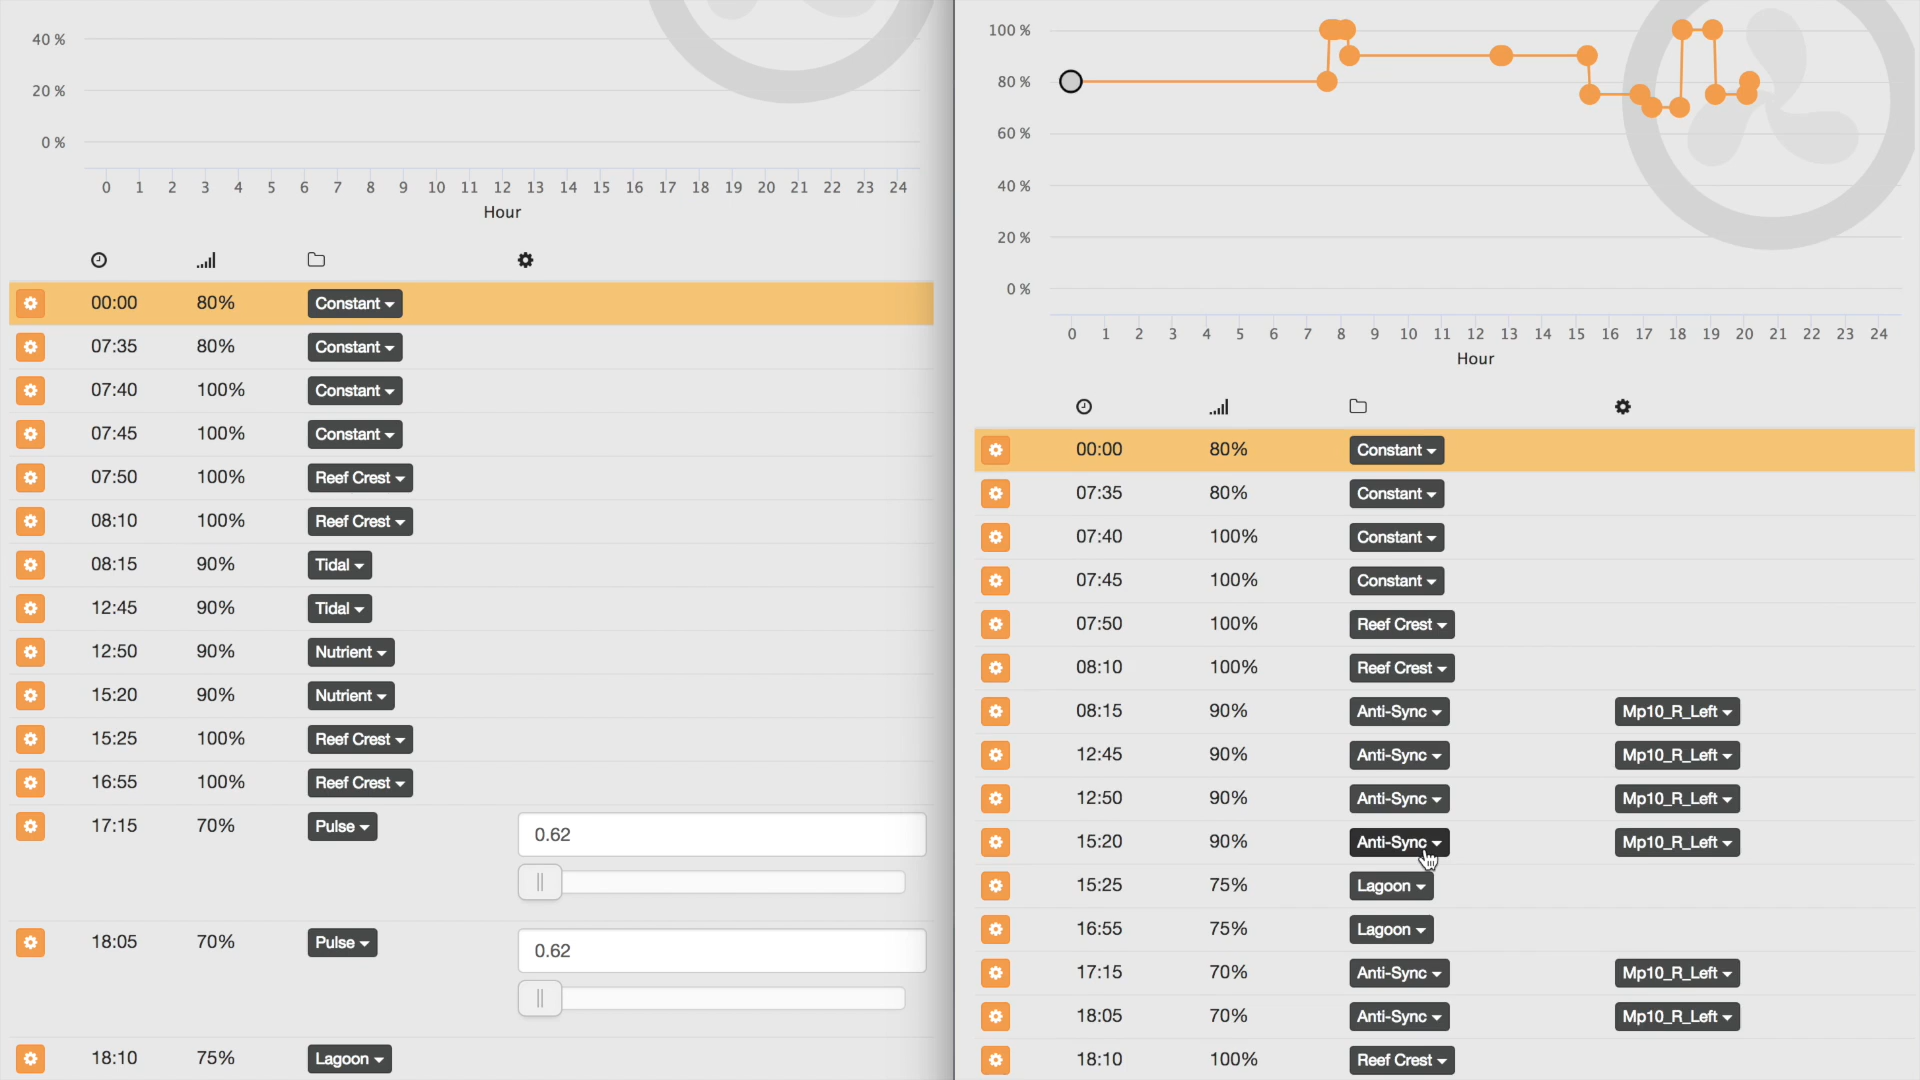 40 %
20 %
0 %
0 1 2 3 4 5 6 7 8 9 10 11 12 13 14 15 16 17 18 19 20 21 22 23 24
Hour
00:00 80% Constant
07:35 80% Constant
07:40 100% Constant
07:45 100% Constant
07:50 100% Reef Crest
08:10 100% Reef Crest
08:15 90% Tidal
12:45 90% Tidal
12:50 90% Nutrient
15:20 90% Nutrient
15:25 100% Reef Crest
16:55 100% Reef Crest
17:15 70% Pulse 0.62
18:05 70% Pulse 0.62
18:10 75% Lagoon
100 %
80 %
60 %
40 %
20 %
0 %
0 1 2 3 4 5 6 7 8 9 10 11 12 13 14 15 16 17 18 19 20 21 22 23 24
Hour
00:00 80% Constant
07:35 80% Constant
07:40 100% Constant
07:45 100% Constant
07:50 100% Reef Crest
08:10 100% Reef Crest
08:15 90% Anti-Sync Mp10_R_Left
12:45 90% Anti-Sync Mp10_R_Left
12:50 90% Anti-Sync Mp10_R_Left
15:20 90% Anti-Sync Mp10_R_Left
15:25 75% Lagoon
16:55 75% Lagoon
17:15 70% Anti-Sync Mp10_R_Left
18:05 70% Anti-Sync Mp10_R_Left
18:10 100% Reef Crest